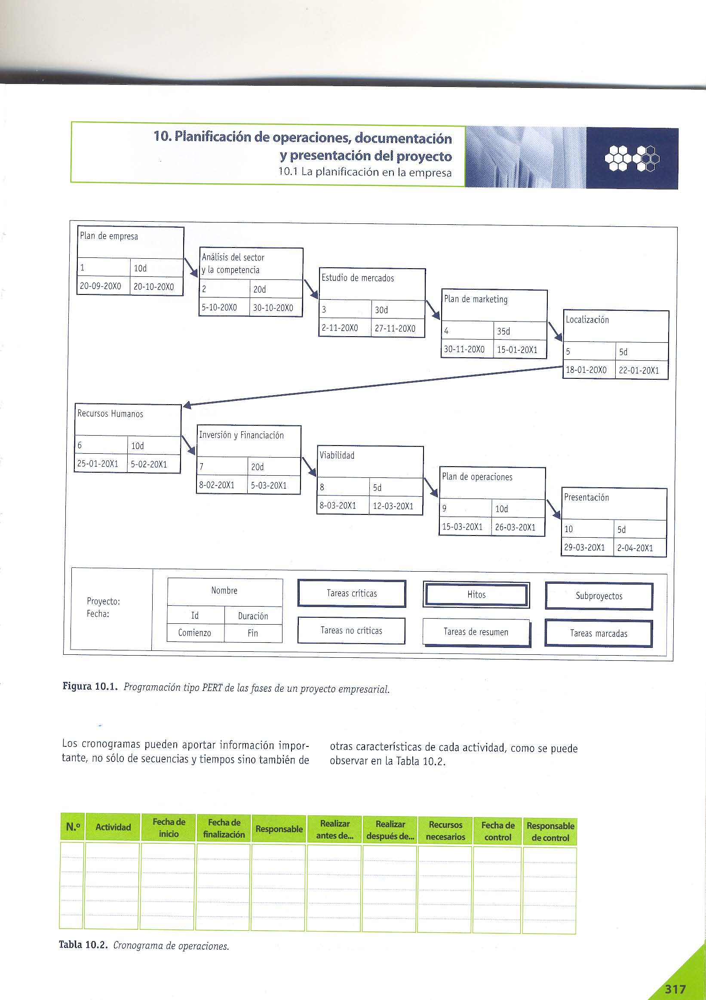 10. Planificación de operaciones, documentación
y presentación del proyecto
10.1 La planificación en la empresa
Plan de empresa
1 10d
20-09-20X0 20-10-20X0
Análisis del sector
y la competencia
2 20d
5-10-20X0 30-10-20X0
Estudio de mercados
3 30d
2-11-20X0 27-11-20X0
Plan de marketing
4 35d
30-11-20X0 15-01-20X1
Localización
5 5d
18-01-20X0 22-01-20X1
Recursos Humanos
6 10d
25-01-20X1 5-02-20X1
Inversión y Financiación
7 20d
8-02-20X1 5-03-20X1
Viabilidad
8 5d
8-03-20X1 12-03-20X1
Plan de operaciones
9 10d
15-03-20X1 26-03-20X1
Presentación
10 5d
29-03-20X1 2-04-20X1
Proyecto:
Fecha:
Nombre
Id Duración
Comienzo Fin
Tareas críticas
Hitos
Subproyectos
Tareas no críticas
Tareas de resumen
Tareas marcadas
Figura 10.1. Programación tipo PERT de las fases de un proyecto empresarial.
Los cronogramas pueden aportar información impor-
tante, no sólo de secuencias y tiempos sino también de
otras características de cada actividad, como se puede
observar en la Tabla 10.2.
N.º
Actividad
Fecha de
inicio
Fecha de
finalización
Responsable
Realizar
antes de...
Realizar
después de...
Recursos
necesarios
Fecha de
control
Responsable
de control
Tabla 10.2. Cronograma de operaciones.
317